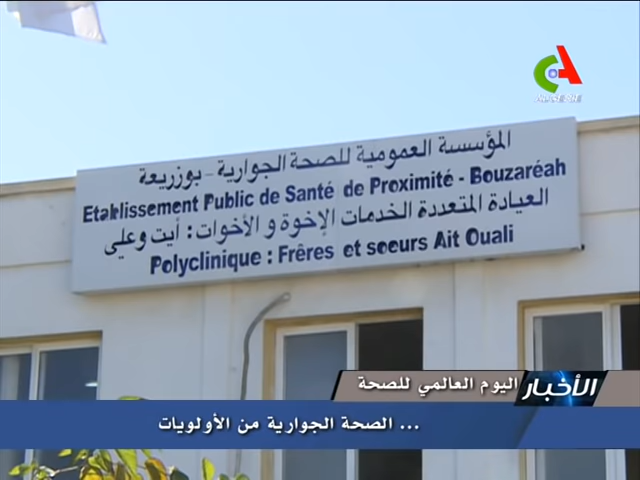 المؤسسة العمومية للصحة الجوارية - بوزريعة
Etablissement Public de Santé de Proximité - Bouzaréah
العيادة المتعددة الخدمات الإخوة و الأخوات : أيت وعلي
Polyclinique : Frêres et soeurs Ait Ouali
اليوم العالمي للصحة
الأخبار
... الصحة الجوارية من الأولويات